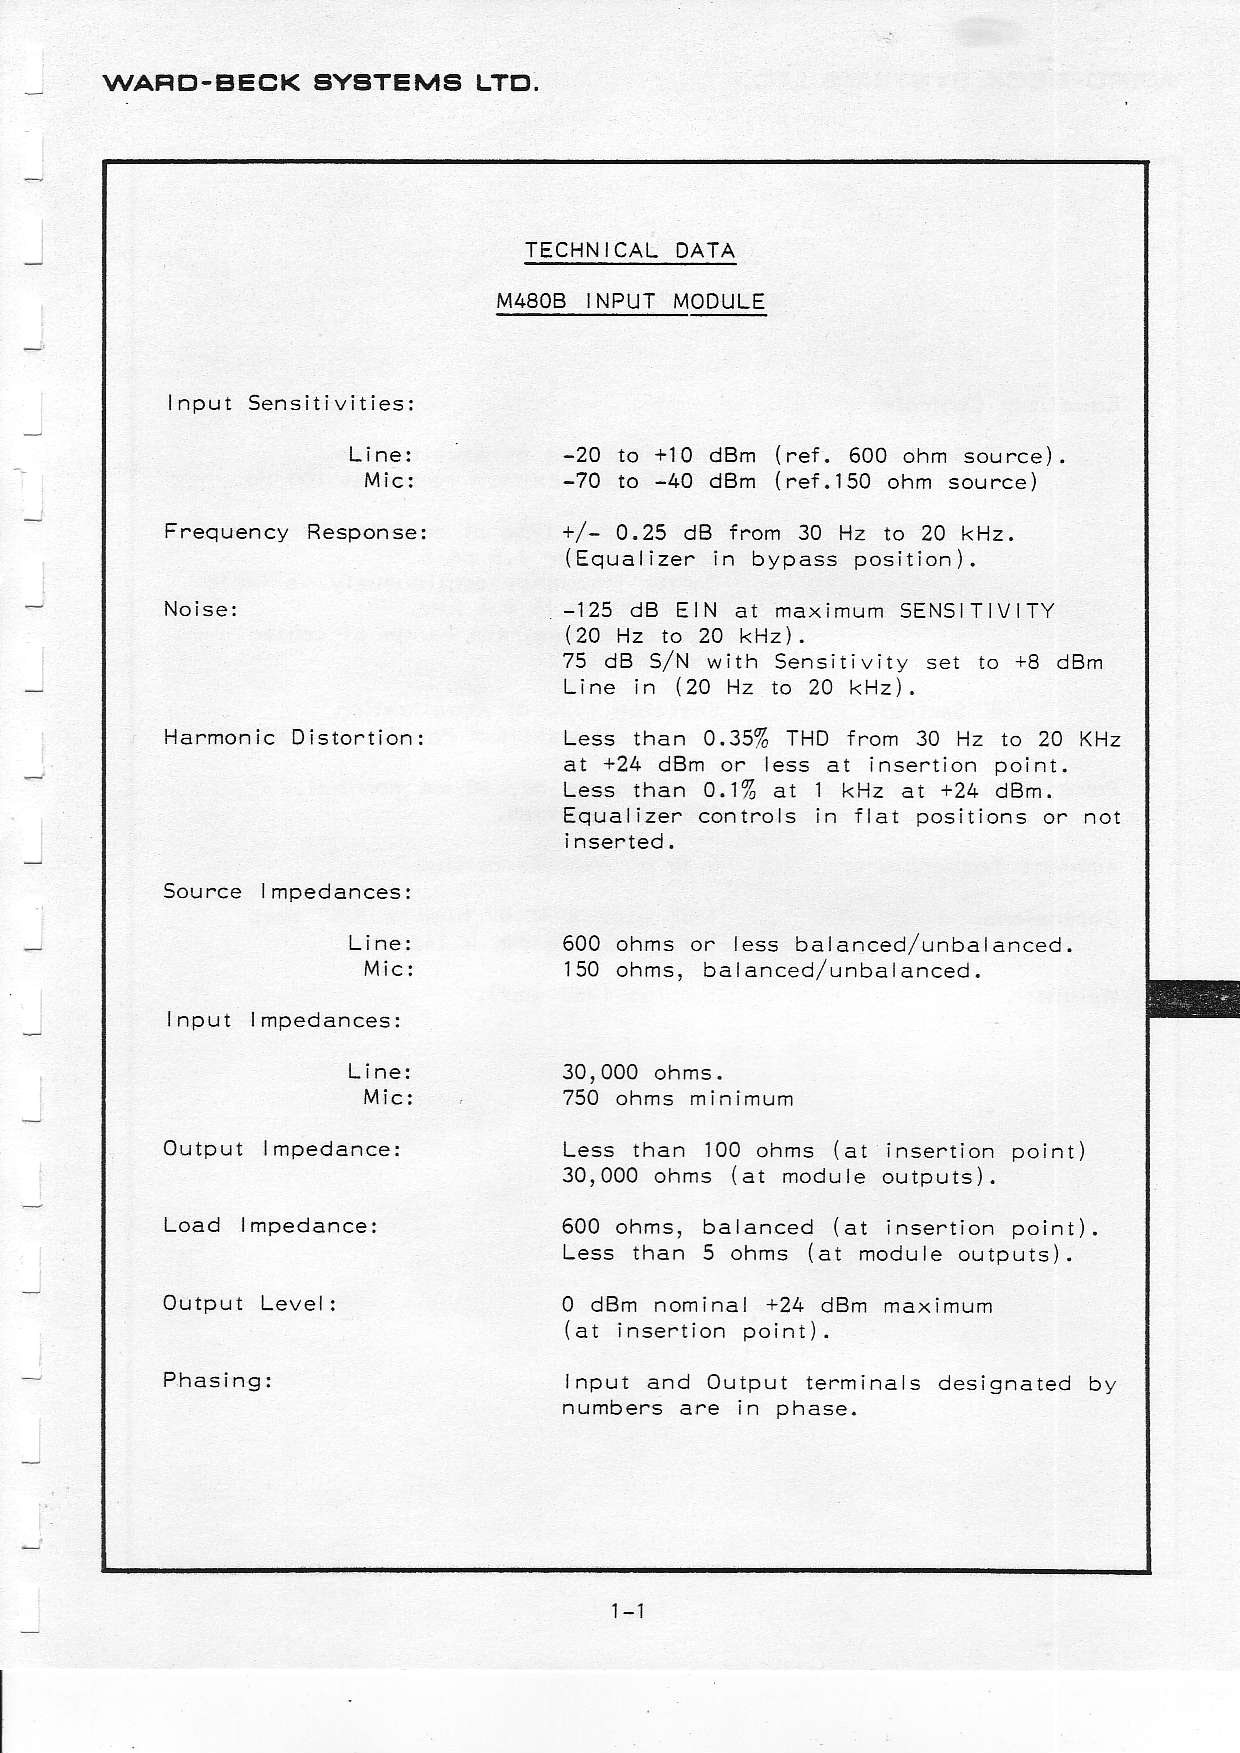 WARD-BECK SYSTEMS LTD.
TECHNICAL DATA
M480B INPUT MODULE
Input Sensitivities:
Line: -20 to +10 dBm (ref. 600 ohm source).
Mic: -70 to -40 dBm (ref.150 ohm source)
Frequency Response: +/- 0.25 dB from 30 Hz to 20 kHz.
(Equalizer in bypass position).
Noise: -125 dB EIN at maximum SENSITIVITY
(20 Hz to 20 kHz).
75 dB S/N with Sensitivity set to +8 dBm
Line in (20 Hz to 20 kHz).
Harmonic Distortion: Less than 0.35% THD from 30 Hz to 20 KHz
at +24 dBm or less at insertion point.
Less than 0.1% at 1 kHz at +24 dBm.
Equalizer controls in flat positions or not
inserted.
Source Impedances:
Line: 600 ohms or less balanced/unbalanced.
Mic: 150 ohms, balanced/unbalanced.
Input Impedances:
Line: 30,000 ohms.
Mic: 750 ohms minimum
Output Impedance: Less than 100 ohms (at insertion point)
30,000 ohms (at module outputs).
Load Impedance: 600 ohms, balanced (at insertion point).
Less than 5 ohms (at module outputs).
Output Level: 0 dBm nominal +24 dBm maximum
(at insertion point).
Phasing: Input and Output terminals designated by
numbers are in phase.
1-1